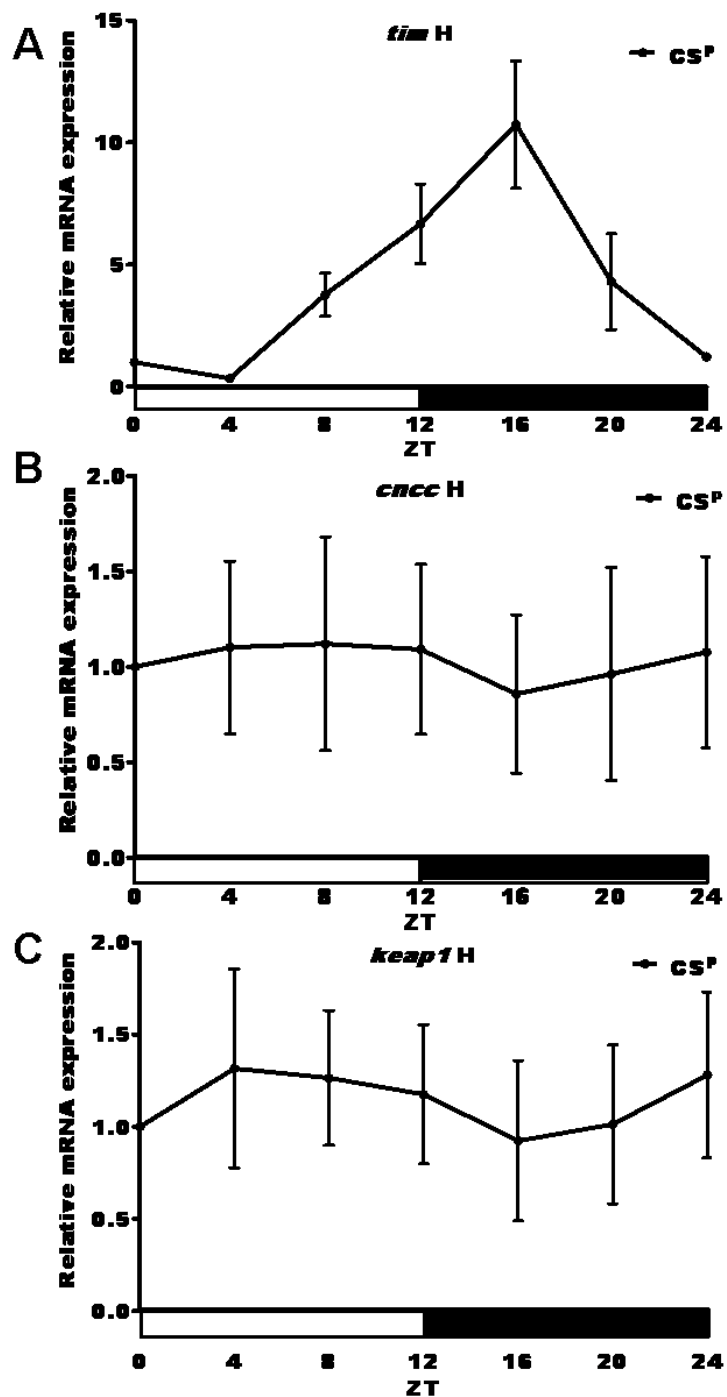 A
tim H
CSP
Relative mRNA expression
15
10
5
0
0 4 8 12 16 20 24
ZT
B
cncc H
CSP
Relative mRNA expression
2.0
1.5
1.0
0.5
0.0
0 4 8 12 16 20 24
ZT
C
keap1 H
CSP
Relative mRNA expression
2.0
1.5
1.0
0.5
0.0
0 4 8 12 16 20 24
ZT